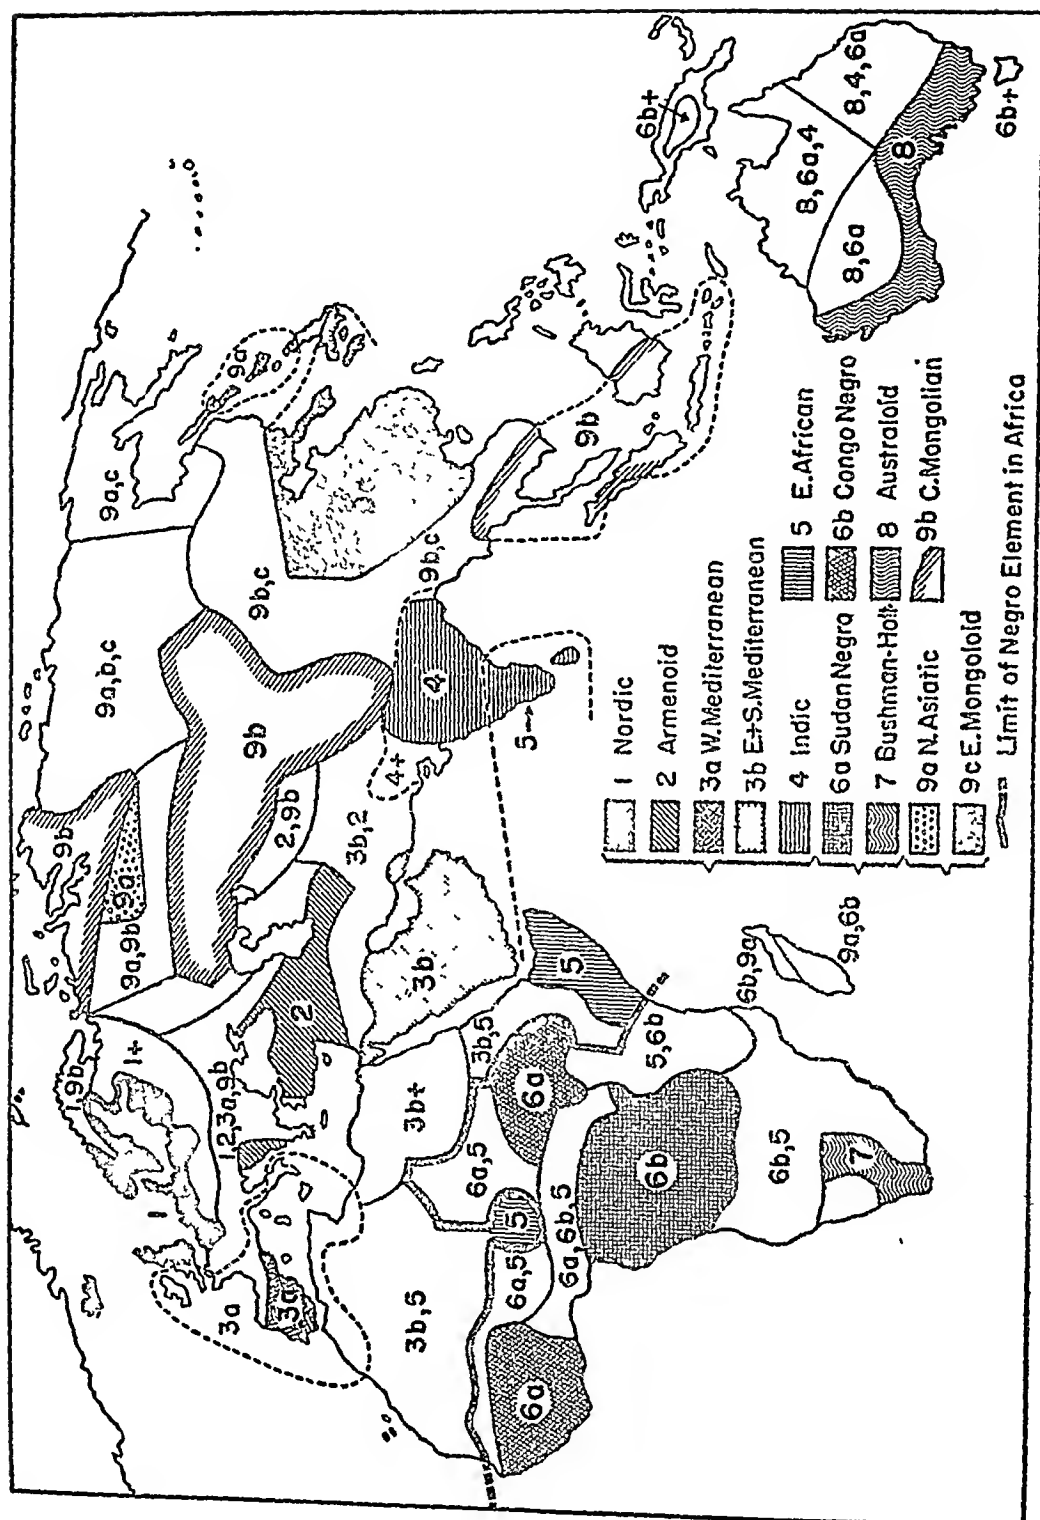 1,9b
9b
9a,b,c
9a,c
1
1+
9a,9b
9a
9a
1,2,3a,9b
9b
9b,c
3a
3a
2
2,9b
3b,2
4+
4
9b,c
3b,5
3b+
3b
3b,5
6a,5
5→
9b
6a
6a,5
5
6a
5
6a,6b,5
6b
5,6b
6b+
6b,5
6b,9a
9a,6b
7
8,6a,4
8,4,6a
8,6a
8
6b+
1 Nordic
2 Armenoid
3a W.Mediterranean
3b E+S.Mediterranean
4 Indic 5 E.African
6a Sudan Negro 6b Congo Negro
7 Bushman-Hott 8 Australoid
9a N.Asiatic 9b C.Mongolian
9c E.Mongoloid
Limit of Negro Element in Africa